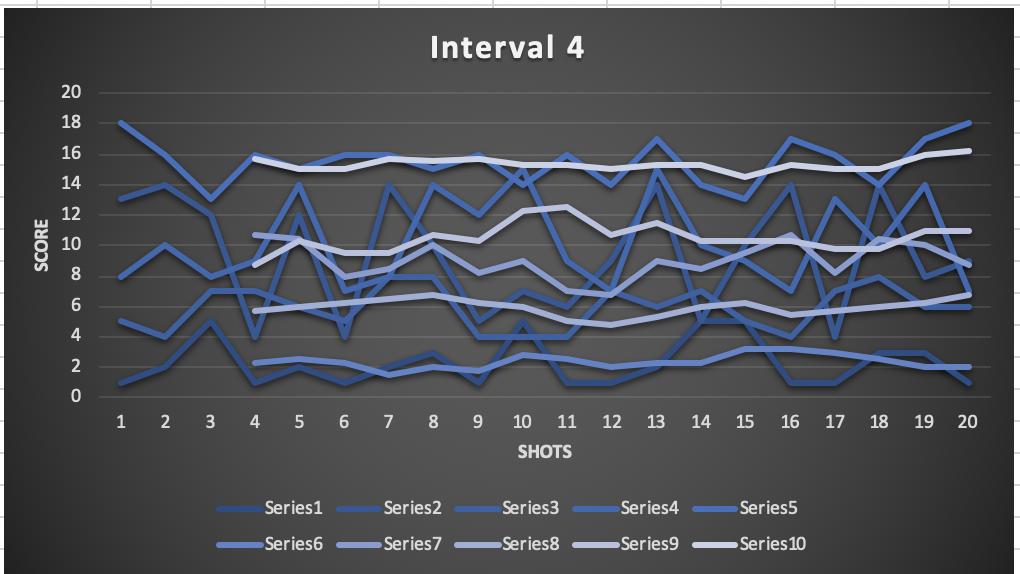 Interval 4
20
18
16
14
12
10
8
6
4
2
0
SCORE
1 2 3 4 5 6 7 8 9 10 11 12 13 14 15 16 17 18 19 20
SHOTS
Series1 Series2 Series3 Series4 Series5
Series6 Series7 Series8 Series9 Series10